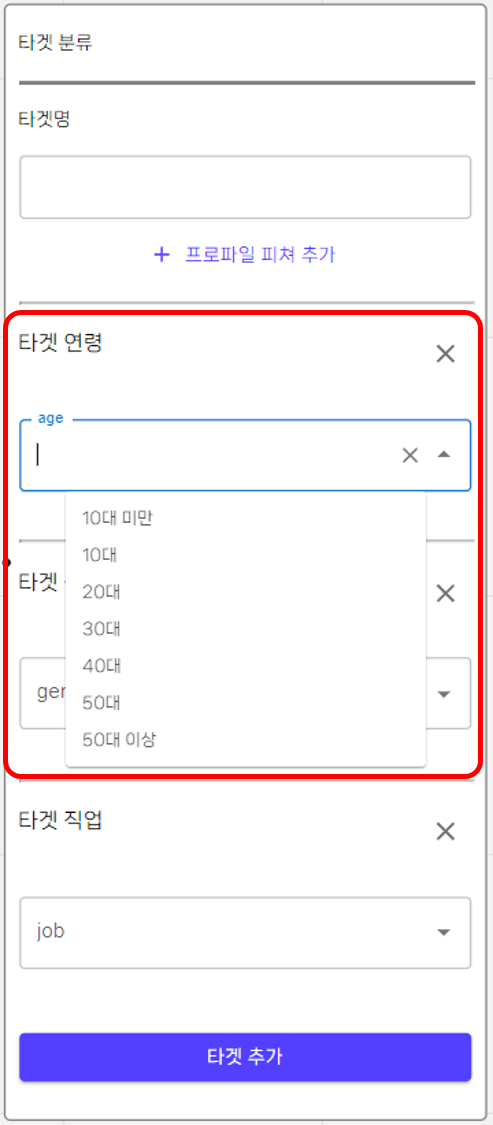 타겟 분류
타겟명
+ 프로파일 피쳐 추가
타겟 연령
age
10대 미만
10대
20대
30대
40대
50대
50대 이상
타겟
ger
타겟 직업
job
타겟 추가